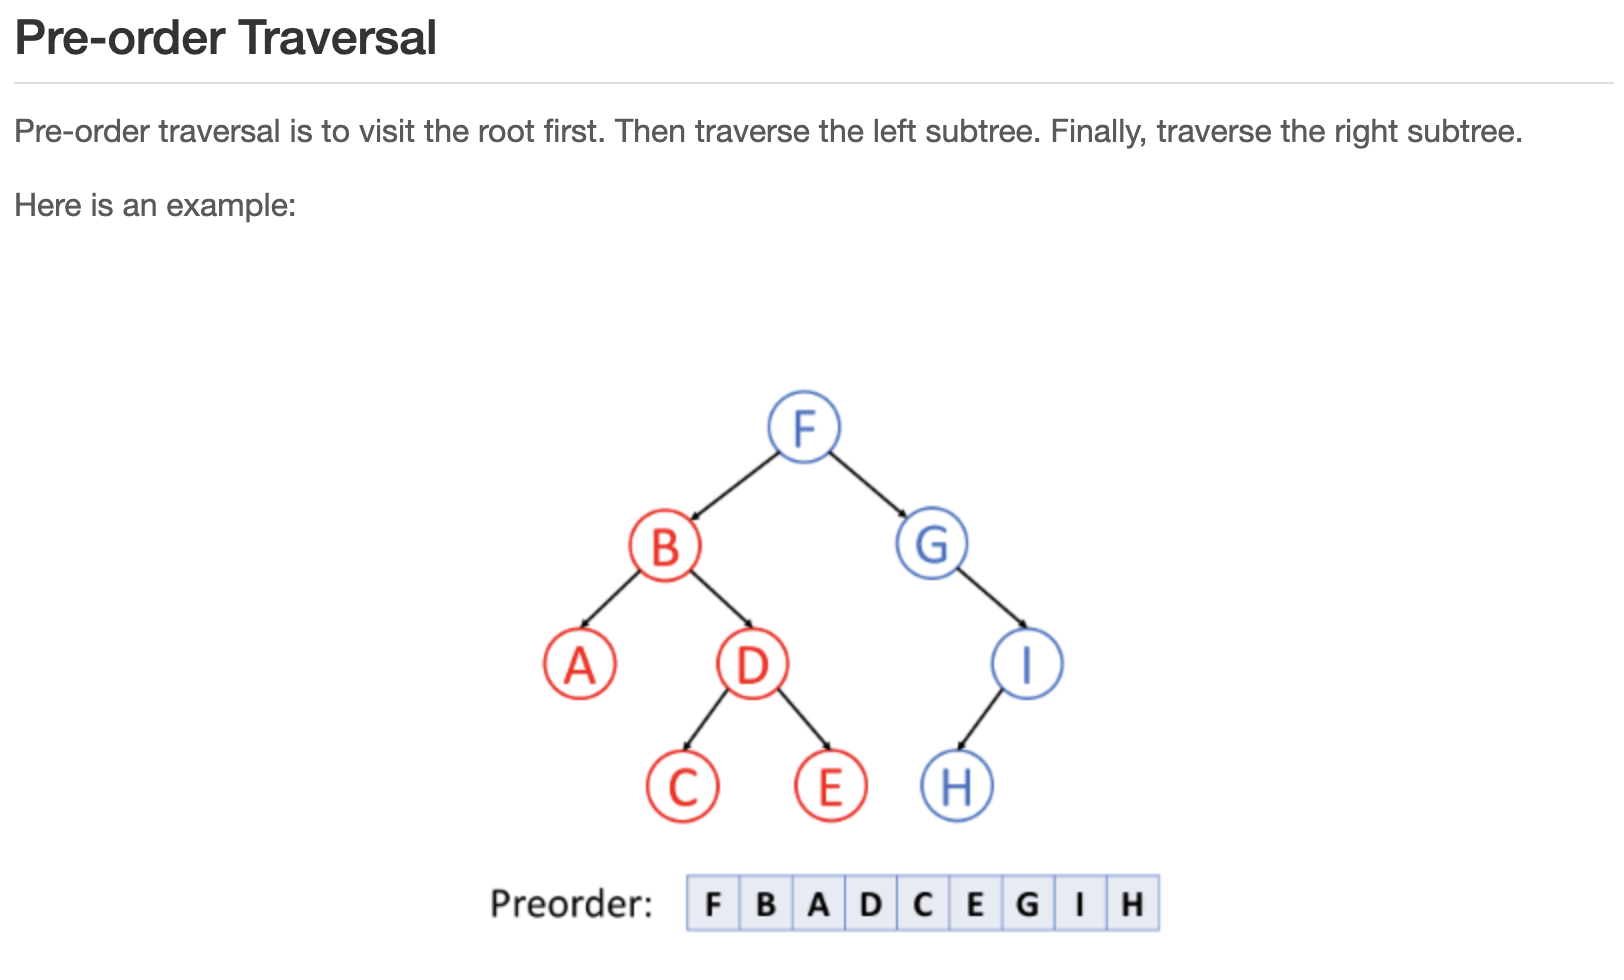 Pre-order Traversal
Pre-order traversal is to visit the root first. Then traverse the left subtree. Finally, traverse the right subtree.
Here is an example:
F
B G
A D I
C E H
Preorder: F B A D C E G I H